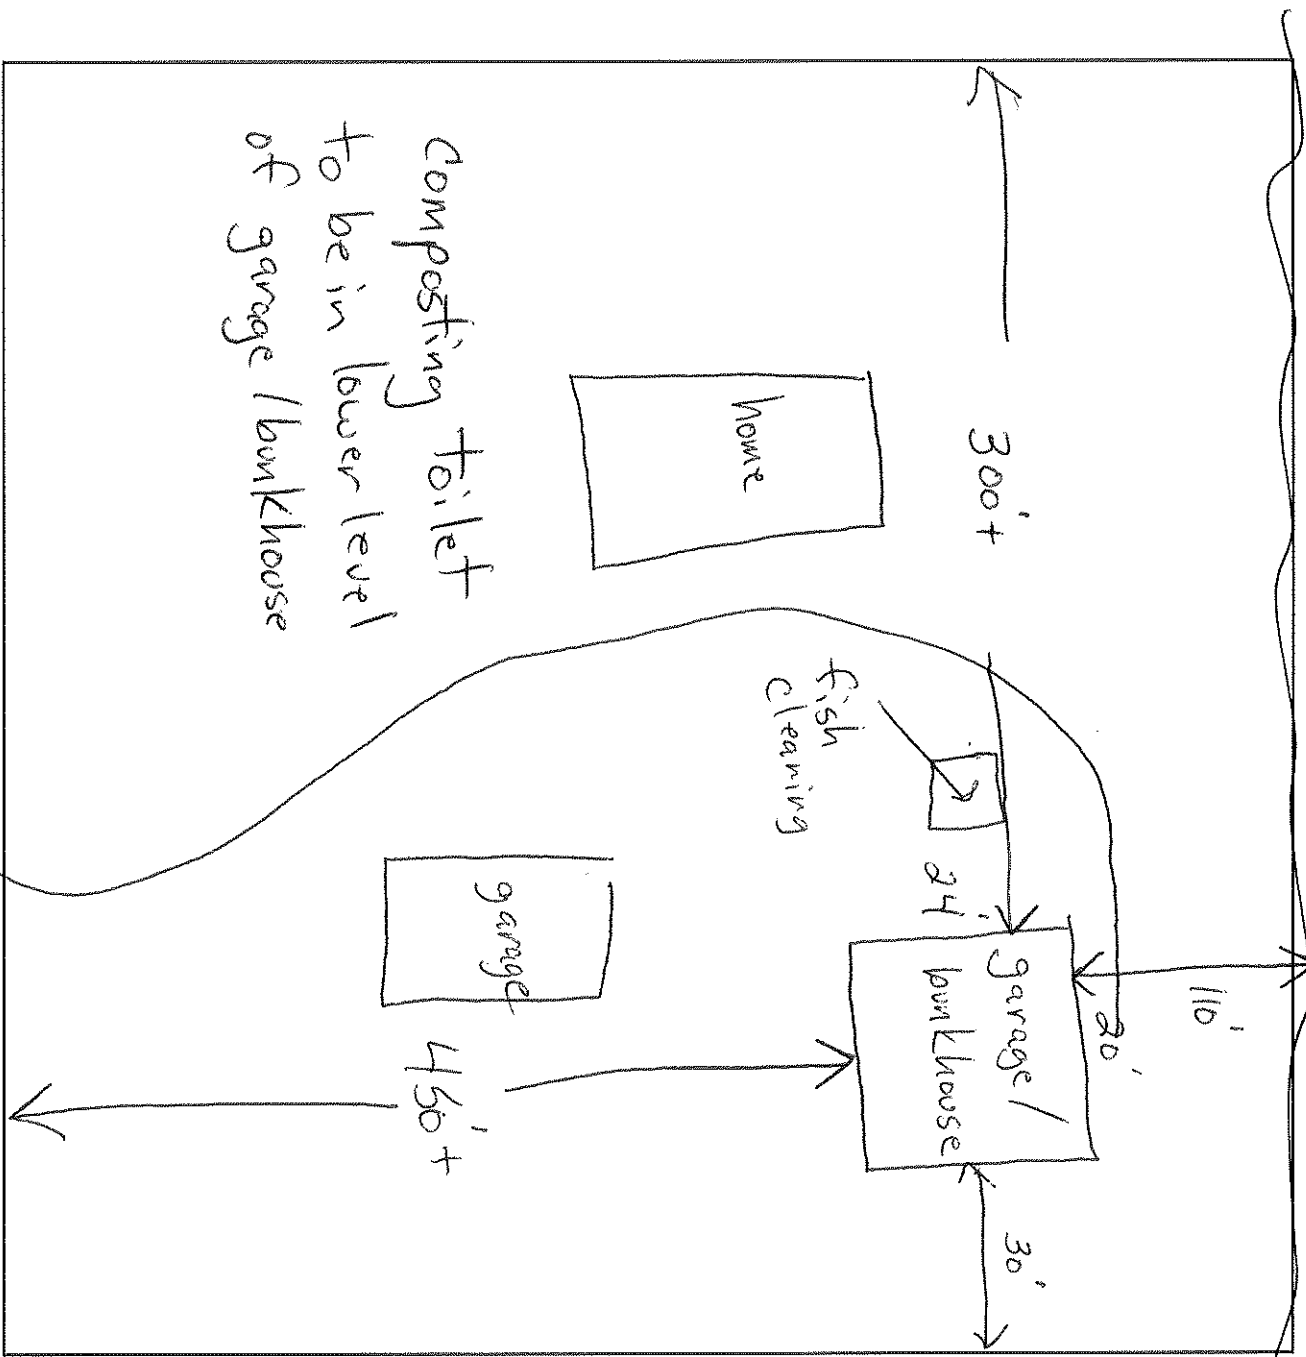 110'
20'
30'
300'+
garage/
bunkhouse
24'
fish
cleaning
home
garage
450'+
Composting toilet
to be in lower level
of garage/bunkhouse